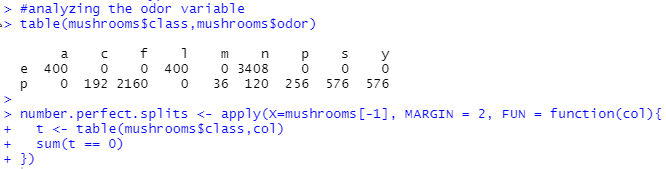 > #analyzing the odor variable
> table(mushrooms$class,mushrooms$odor)
a c f l m n p s y
e 400 0 0 400 0 3408 0 0 0
p 0 192 2160 0 36 120 256 576 576
>
> number.perfect.splits <- apply(X=mushrooms[-1], MARGIN = 2, FUN = function(col){
+ t <- table(mushrooms$class,col)
+ sum(t == 0)
+ })